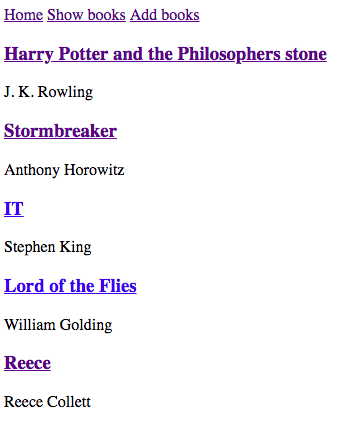 Home Show books Add books
Harry Potter and the Philosophers stone
J. K. Rowling
Stormbreaker
Anthony Horowitz
IT
Stephen King
Lord of the Flies
William Golding
Reece
Reece Collett